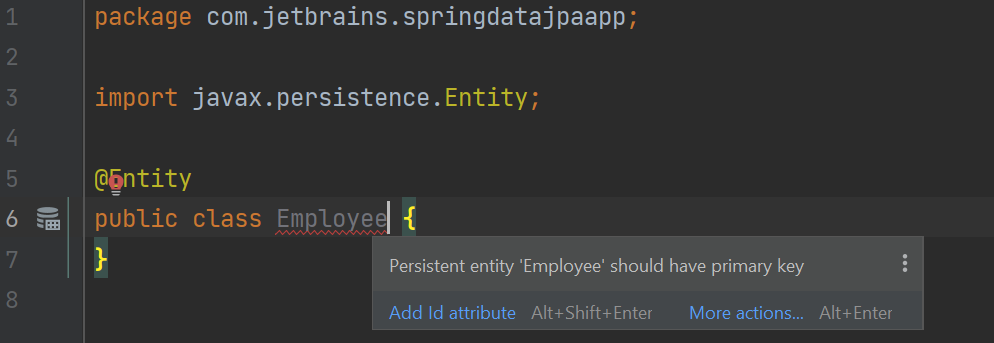 1 package com.jetbrains.springdatajpaapp;
2
3 import javax.persistence.Entity;
4
5 @Entity
6 public class Employee {
7 }
8
Persistent entity 'Employee' should have primary key
Add Id attribute Alt+Shift+Enter More actions... Alt+Enter